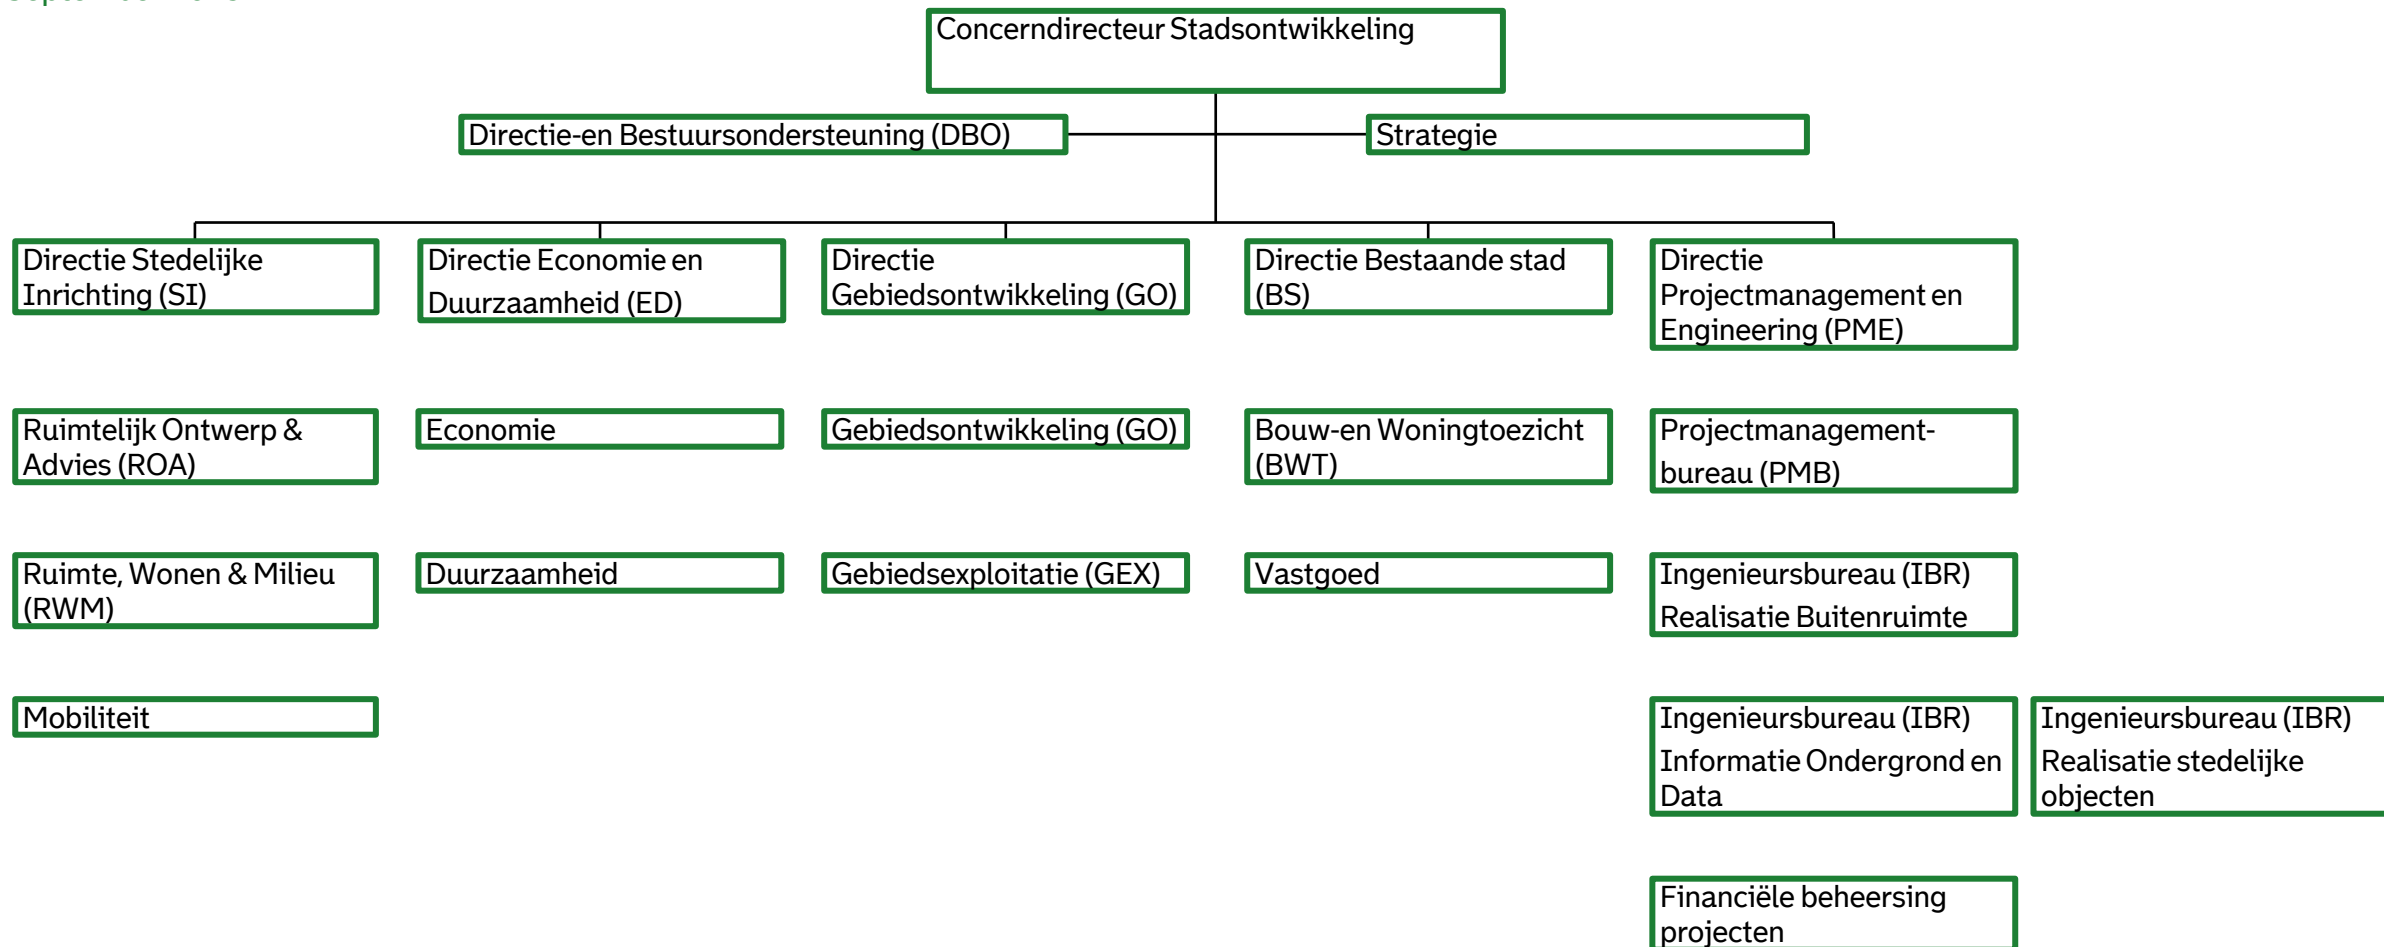 Concerndirecteur Stadsontwikkeling
Directie-en Bestuursondersteuning (DBO)
Strategie
Directie Stedelijke
Inrichting (SI)
Directie Economie en
Duurzaamheid (ED)
Directie
Gebiedsontwikkeling (GO)
Directie Bestaande stad
(BS)
Directie
Projectmanagement en
Engineering (PME)
Ruimtelijk Ontwerp &
Advies (ROA)
Economie
Gebiedsontwikkeling (GO)
Bouw-en Woningtoezicht
(BWT)
Projectmanagement-
bureau (PMB)
Ruimte, Wonen & Milieu
(RWM)
Duurzaamheid
Gebiedsexploitatie (GEX)
Vastgoed
Ingenieursbureau (IBR)
Realisatie Buitenruimte
Mobiliteit
Ingenieursbureau (IBR)
Informatie Ondergrond en
Data
Ingenieursbureau (IBR)
Realisatie stedelijke
objecten
Financiële beheersing
projecten